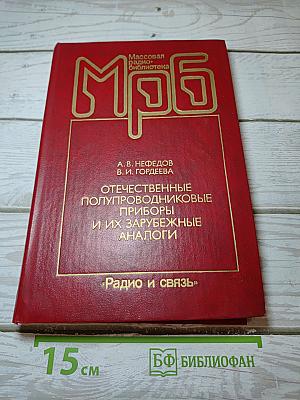 Массовая
радио-
библиотека
Мрб
А. В. НЕФЕДОВ
В. И. ГОРДЕЕВА
ОТЕЧЕСТВЕННЫЕ
ПОЛУПРОВОДНИКОВЫЕ
ПРИБОРЫ
И ИХ ЗАРУБЕЖНЫЕ
АНАЛОГИ
«Радио и связь»
15 см
БФ БИБЛИОФАН